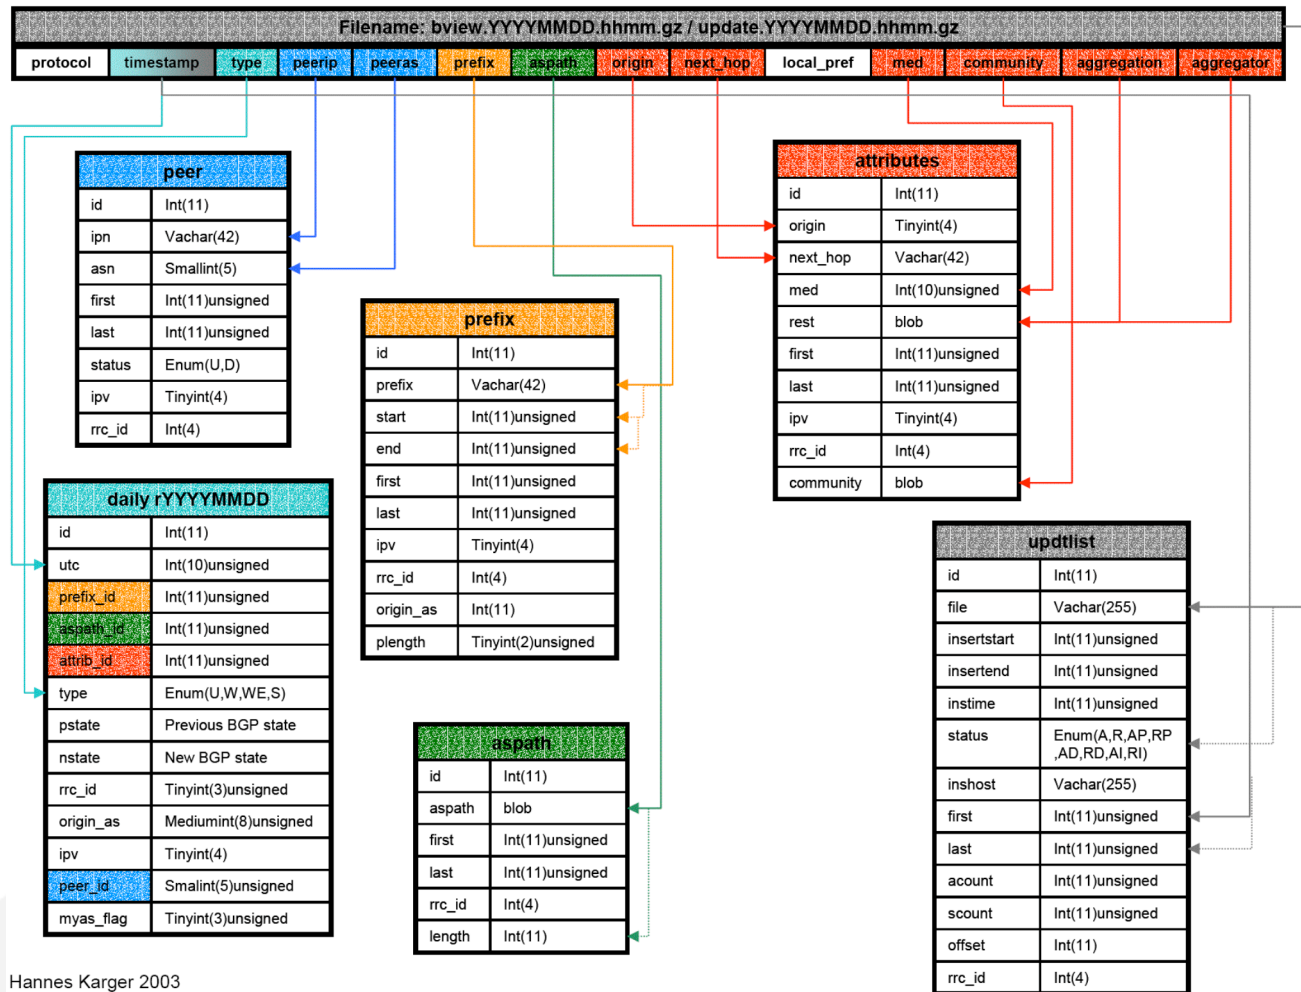 Filename: bview.YYYYMMDD.hhmm.gz / update.YYYYMMDD.hhmm.gz
protocol timestamp type peerip peeras prefix aspath origin next_hop local_pref med community aggregation aggregator
peer
id Int(11)
ipn Vachar(42)
asn Smallint(5)
first Int(11)unsigned
last Int(11)unsigned
status Enum(U,D)
ipv Tinyint(4)
rrc_id Int(4)
attributes
id Int(11)
origin Tinyint(4)
next_hop Vachar(42)
med Int(10)unsigned
rest blob
first Int(11)unsigned
last Int(11)unsigned
ipv Tinyint(4)
rrc_id Int(4)
community blob
prefix
id Int(11)
prefix Vachar(42)
start Int(11)unsigned
end Int(11)unsigned
first Int(11)unsigned
last Int(11)unsigned
ipv Tinyint(4)
rrc_id Int(4)
origin_as Int(11)
plength Tinyint(2)unsigned
daily rYYYYMMDD
id Int(11)
utc Int(10)unsigned
prefix_id Int(11)unsigned
aspath_id Int(11)unsigned
attrib_id Int(11)unsigned
type Enum(U,W,WE,S)
pstate Previous BGP state
nstate New BGP state
rrc_id Tinyint(3)unsigned
origin_as Mediumint(8)unsigned
ipv Tinyint(4)
peer_id Smalint(5)unsigned
myas_flag Tinyint(3)unsigned
aspath
id Int(11)
aspath blob
first Int(11)unsigned
last Int(11)unsigned
rrc_id Int(4)
length Int(11)
updtlist
id Int(11)
file Vachar(255)
insertstart Int(11)unsigned
insertend Int(11)unsigned
instime Int(11)unsigned
status Enum(A,R,AP,RP
,AD,RD,AI,RI)
inshost Vachar(255)
first Int(11)unsigned
last Int(11)unsigned
acount Int(11)unsigned
scount Int(11)unsigned
offset Int(11)
rrc_id Int(4)
Hannes Karger 2003